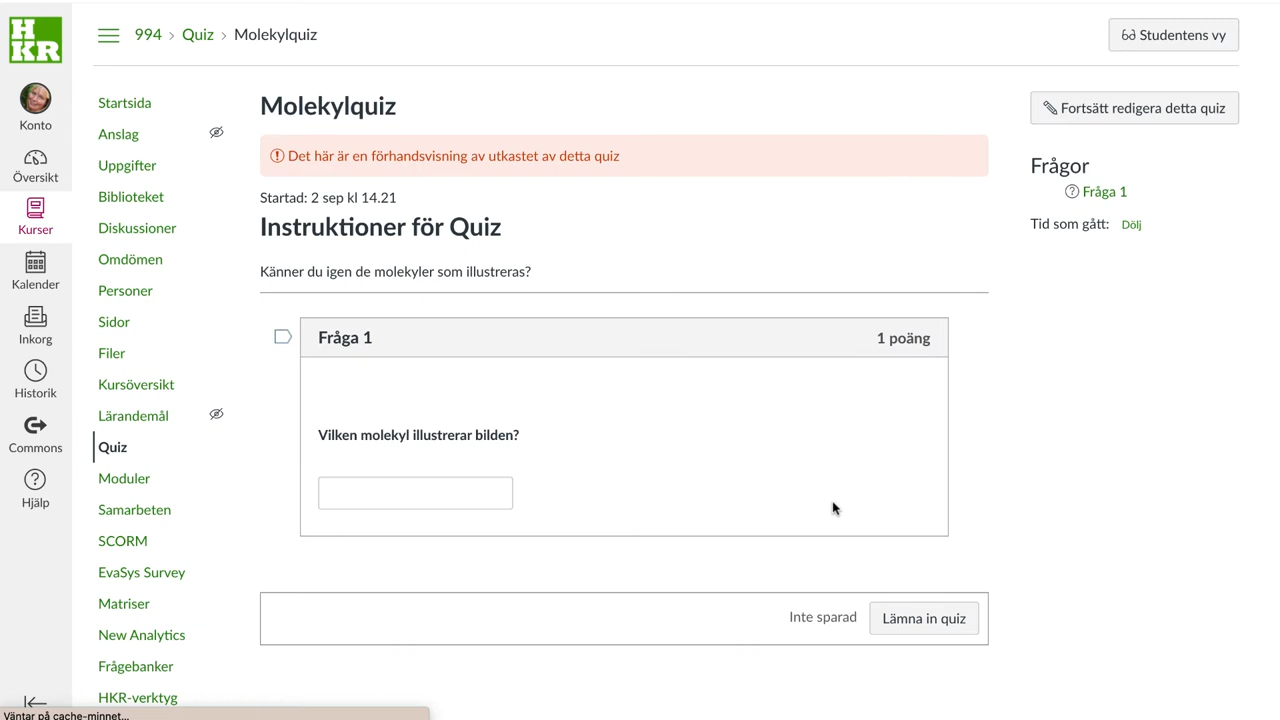 HKR
994 › Quiz › Molekylquiz
Studentens vy
Konto
Översikt
Kurser
Kalender
Inkorg
Historik
Commons
Hjälp
Startsida
Anslag
Uppgifter
Biblioteket
Diskussioner
Omdömen
Personer
Sidor
Filer
Kursöversikt
Lärandemål
Quiz
Moduler
Samarbeten
SCORM
EvaSys Survey
Matriser
New Analytics
Frågebanker
HKR-verktyg
Molekylquiz
Det här är en förhandsvisning av utkastet av detta quiz
Startad: 2 sep kl 14.21
Instruktioner för Quiz
Känner du igen de molekyler som illustreras?
Fråga 1 1 poäng
Vilken molekyl illustrerar bilden?
Inte sparad Lämna in quiz
Fortsätt redigera detta quiz
Frågor
Fråga 1
Tid som gått: Dölj
Väntar på cache-minnet...